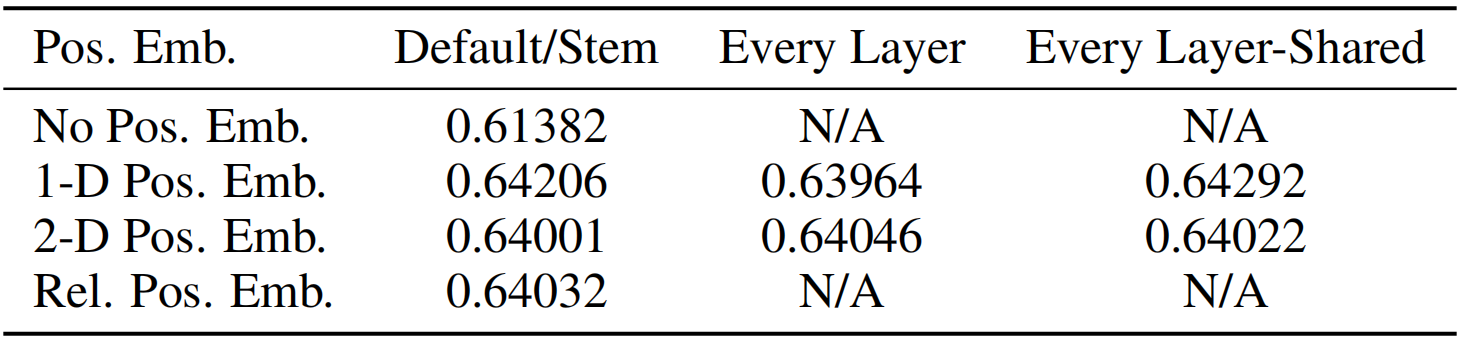 Pos. Emb. Default/Stem Every Layer Every Layer-Shared
No Pos. Emb. 0.61382 N/A N/A
1-D Pos. Emb. 0.64206 0.63964 0.64292
2-D Pos. Emb. 0.64001 0.64046 0.64022
Rel. Pos. Emb. 0.64032 N/A N/A